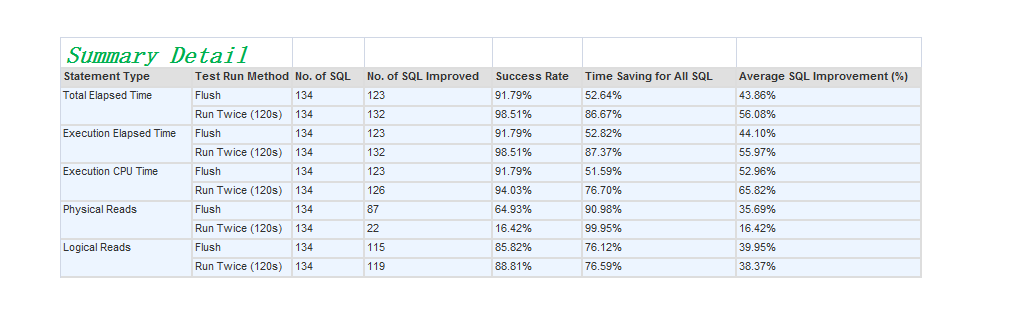 Summary Detail
Statement Type Test Run Method No. of SQL No. of SQL Improved Success Rate Time Saving for All SQL Average SQL Improvement (%)
Total Elapsed Time Flush 134 123 91.79% 52.64% 43.86%
Run Twice (120s) 134 132 98.51% 86.67% 56.08%
Execution Elapsed Time Flush 134 123 91.79% 52.82% 44.10%
Run Twice (120s) 134 132 98.51% 87.37% 55.97%
Execution CPU Time Flush 134 123 91.79% 51.59% 52.96%
Run Twice (120s) 134 126 94.03% 76.70% 65.82%
Physical Reads Flush 134 87 64.93% 90.98% 35.69%
Run Twice (120s) 134 22 16.42% 99.95% 16.42%
Logical Reads Flush 134 115 85.82% 76.12% 39.95%
Run Twice (120s) 134 119 88.81% 76.59% 38.37%